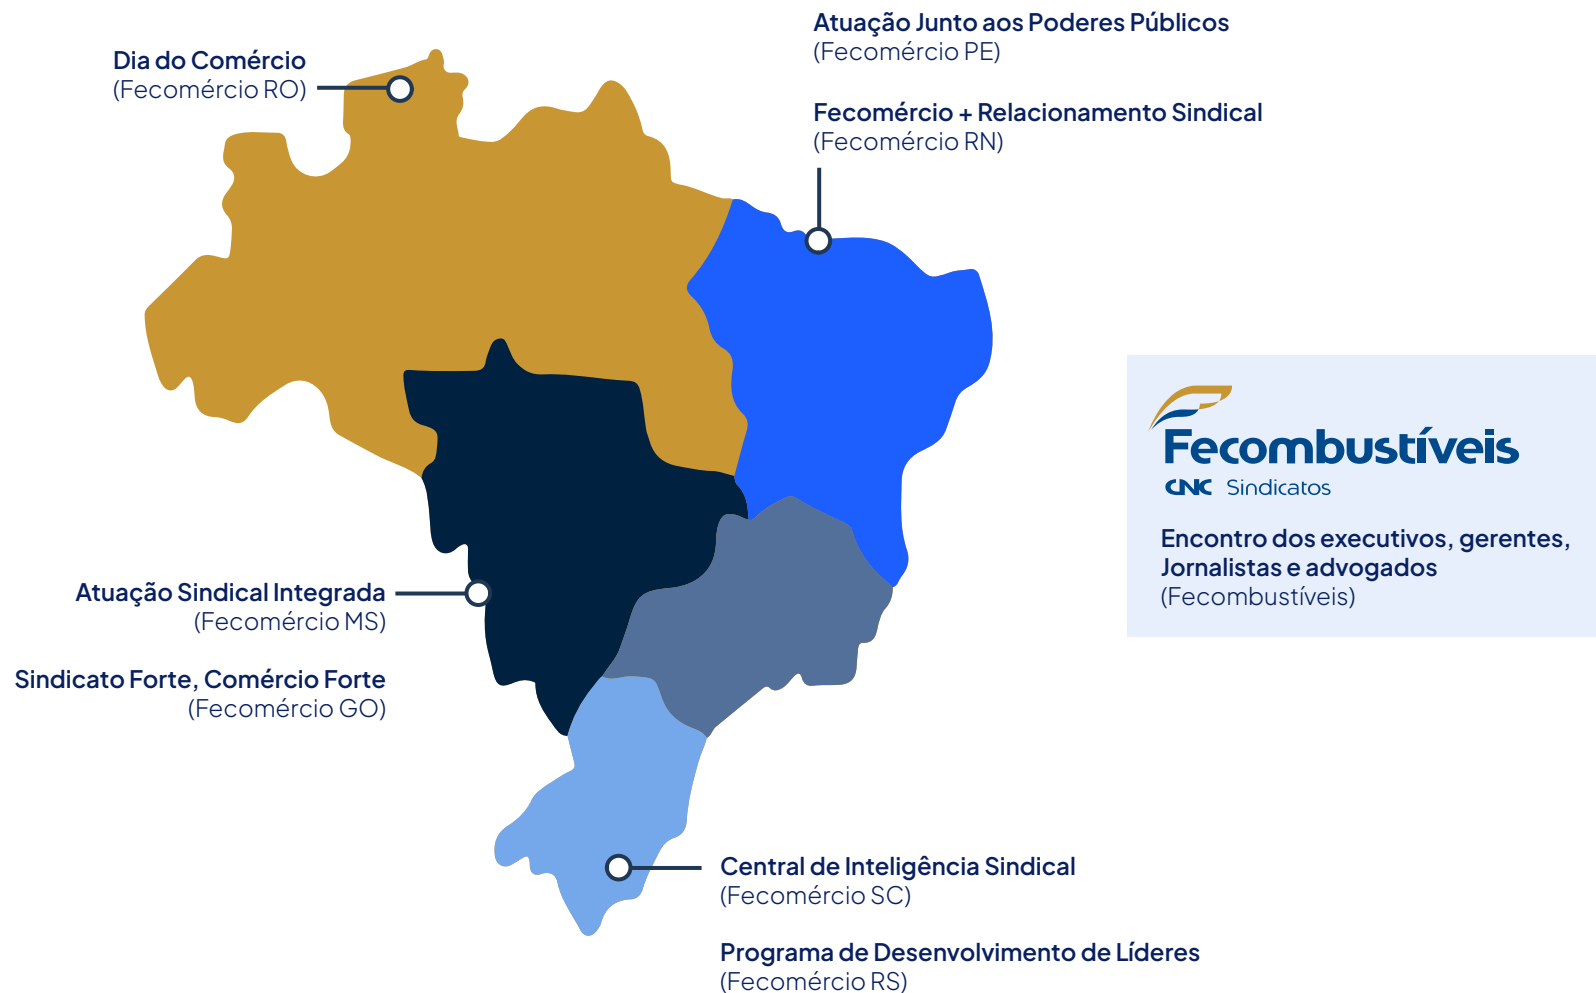 Dia do Comércio
(Fecomércio RO)
Atuação Junto aos Poderes Públicos
(Fecomércio PE)
Fecomércio + Relacionamento Sindical
(Fecomércio RN)
Fecombustíveis
CNC Sindicatos
Encontro dos executivos, gerentes,
Jornalistas e advogados
(Fecombustíveis)
Atuação Sindical Integrada
(Fecomércio MS)
Sindicato Forte, Comércio Forte
(Fecomércio GO)
Central de Inteligência Sindical
(Fecomércio SC)
Programa de Desenvolvimento de Líderes
(Fecomércio RS)